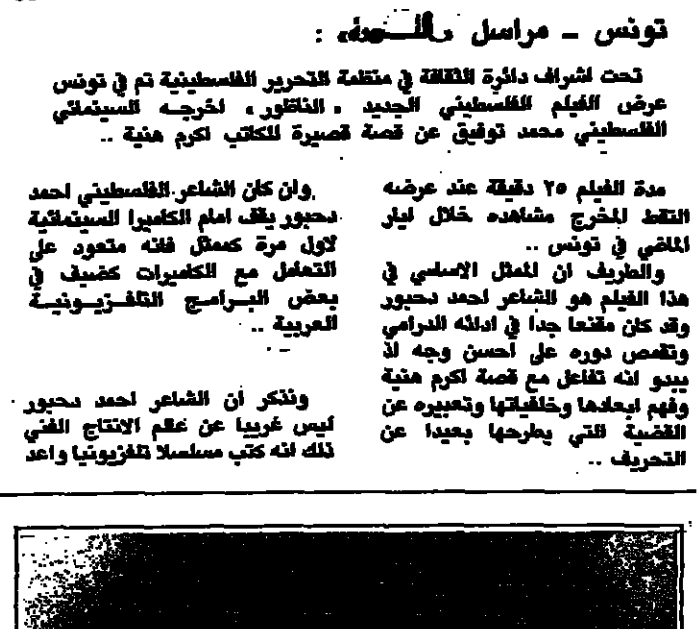 تونس ـ مراسل :
تحت اشراف دائرة الثقافة في منظمة التحرير الفلسطينية تم في تونس
عرض الفيلم الفلسطيني الجديد « الناطور » لخرجـه السينمائي
الفلسطيني محمد توفيق عن قصة قصيرة للكاتب اكرم هنية ..
مدة الفيلم ٢٥ دقيقة عند عرضه
التقط المخرج مشاهده خلال ايار
الماضي في تونس ..
والطريف ان الممثل الاساسي في
هذا الفيلم هو الشاعر احمد دحبور
وقد كان مقنعا جدا في ادائه الدرامي
وتقمص دوره على احسن وجه اذ
يبدو انه تفاعل مع قصة اكرم هنية
وفهم ابعادها وخلفياتها وتعبيره عن
القضية التي يطرحها بعيدا عن
التحريف ..
وان كان الشاعر الفلسطيني احمد
دحبور يقف امام الكاميرا السينمائية
لاول مرة كممثل فانه متعود على
التعامل مع الكاميرات كضيف في
بعض البـرامـج التلفـزيـونيـة
العربية ..
ونذكر ان الشاعر احمد دحبور
ليس غريبا عن عالم الانتاج الفني
ذلك انه كتب مسلسلا تلفزيونيا واعد